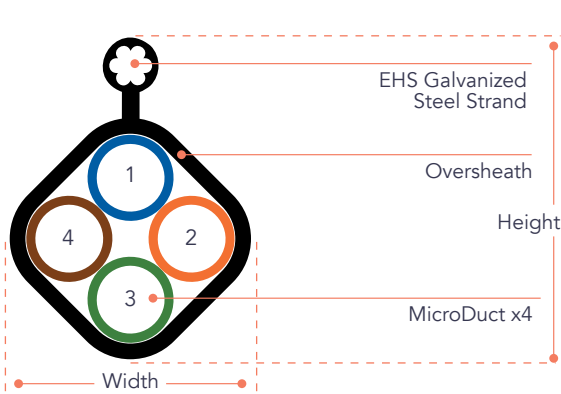 EHS Galvanized
Steel Strand
1
Oversheath
4
2
Height
3
MicroDuct x4
Width